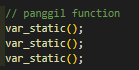 // panggil function
var_static();
var_static();
var_static();